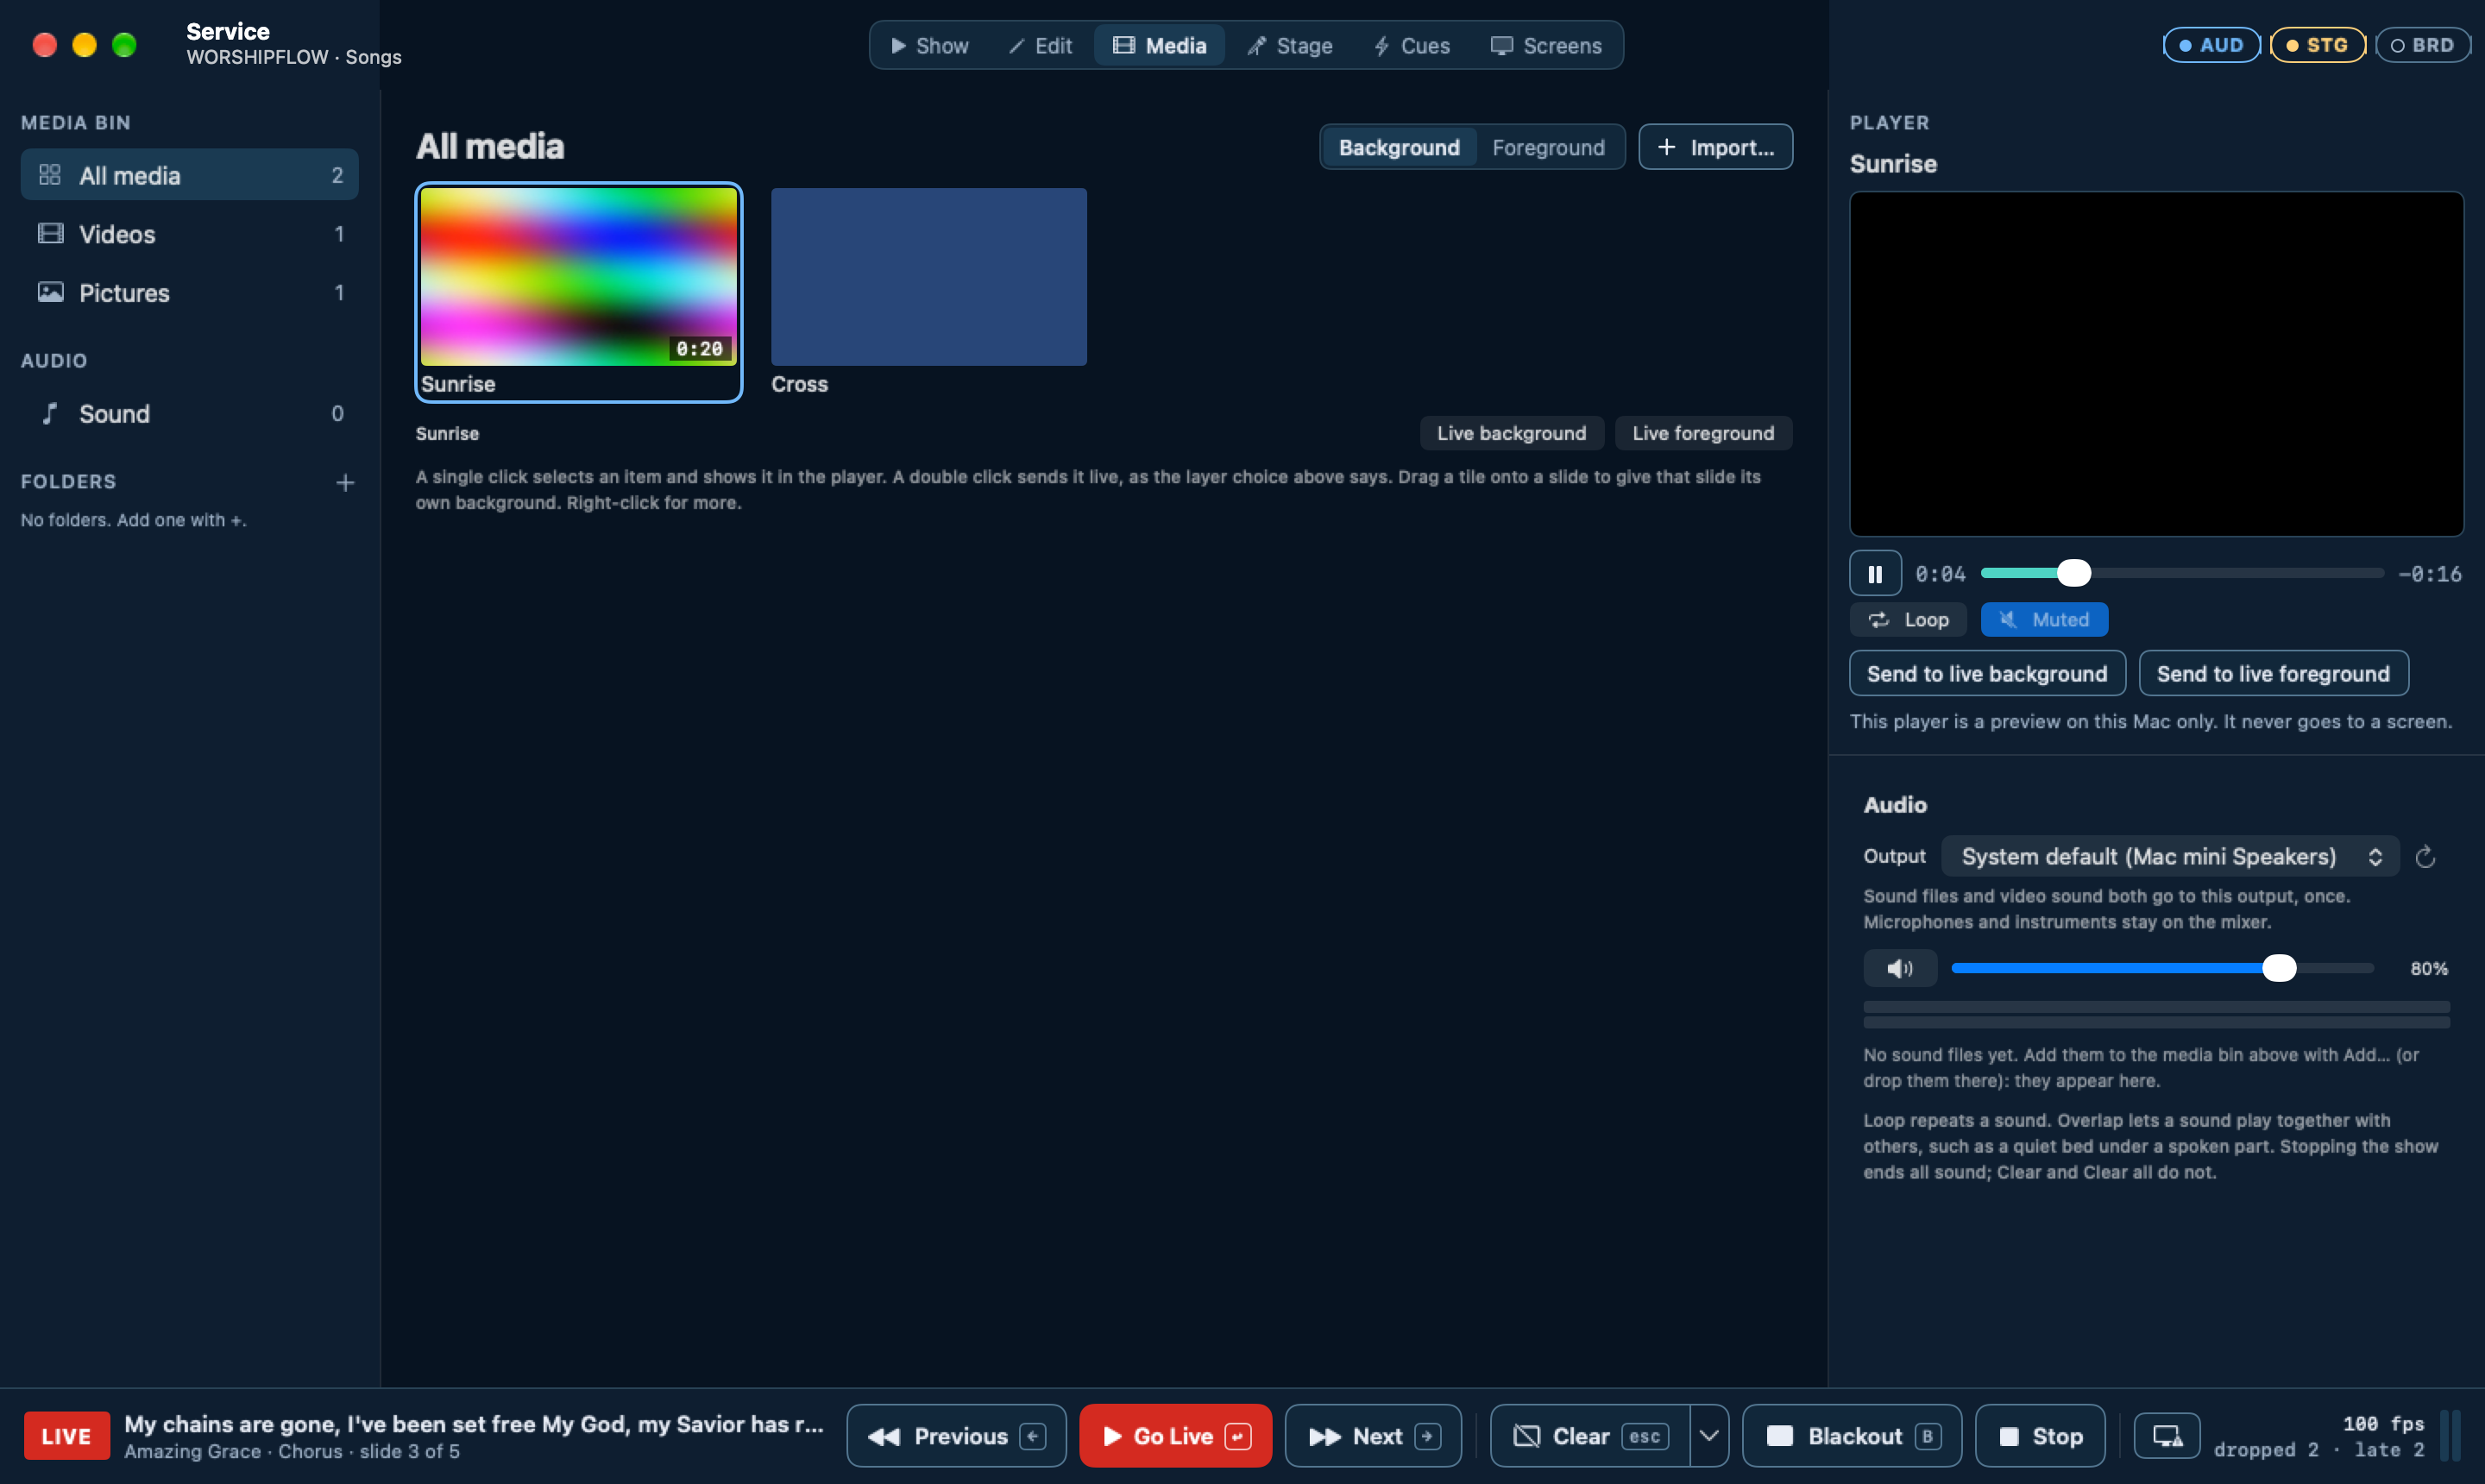 Service
WORSHIPFLOW · Songs
Show
Edit
Media
Stage
Cues
Screens
AUD
STG
BRD
MEDIA BIN
All media 2
Videos 1
Pictures 1
AUDIO
Sound 0
FOLDERS +
No folders. Add one with +.
All media
Background
Foreground
+ Import...
0:20
Sunrise
Cross
Sunrise
Live background
Live foreground
A single click selects an item and shows it in the player. A double click sends it live, as the layer choice above says. Drag a tile onto a slide to give that slide its
own background. Right-click for more.
PLAYER
Sunrise
0:04
−0:16
Loop
Muted
Send to live background
Send to live foreground
This player is a preview on this Mac only. It never goes to a screen.
Audio
Output
System default (Mac mini Speakers)
Sound files and video sound both go to this output, once.
Microphones and instruments stay on the mixer.
80%
No sound files yet. Add them to the media bin above with Add... (or
drop them there): they appear here.
Loop repeats a sound. Overlap lets a sound play together with
others, such as a quiet bed under a spoken part. Stopping the show
ends all sound; Clear and Clear all do not.
LIVE
My chains are gone, I've been set free My God, my Savior has r...
Amazing Grace · Chorus · slide 3 of 5
Previous
Go Live
Next
Clear esc
Blackout B
Stop
100 fps
dropped 2 · late 2